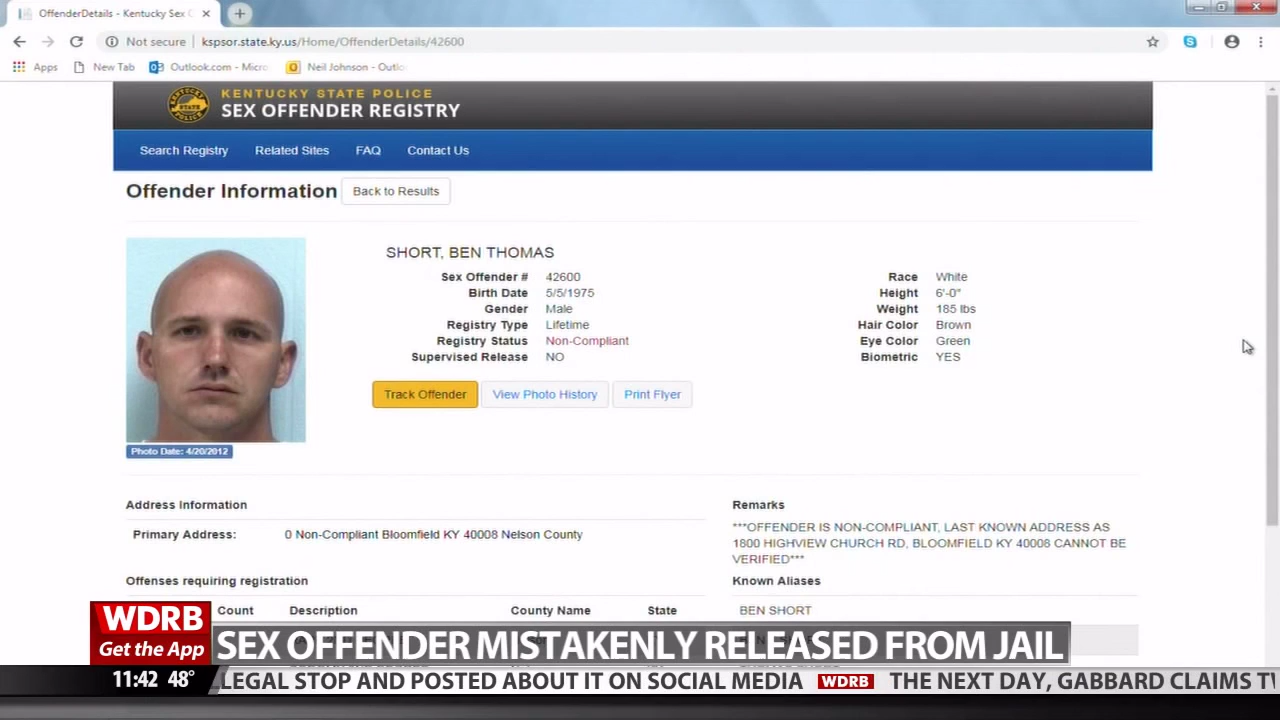 OffenderDetails - Kentucky Sex
Not secure | kspsor.state.ky.us/Home/OffenderDetails/42600
Apps New Tab Outlook.com - Micro Neil Johnson - Outlo
KENTUCKY STATE POLICE
SEX OFFENDER REGISTRY
Search Registry Related Sites FAQ Contact Us
Offender Information Back to Results
SHORT, BEN THOMAS
Sex Offender # 42600
Birth Date 5/5/1975
Gender Male
Registry Type Lifetime
Registry Status Non-Compliant
Supervised Release NO
Race White
Height 6'-0"
Weight 185 lbs
Hair Color Brown
Eye Color Green
Biometric YES
Track Offender View Photo History Print Flyer
Photo Date: 4/20/2012
Address Information
Primary Address: 0 Non-Compliant Bloomfield KY 40008 Nelson County
Remarks
***OFFENDER IS NON-COMPLIANT, LAST KNOWN ADDRESS AS
1800 HIGHVIEW CHURCH RD, BLOOMFIELD KY 40008 CANNOT BE
VERIFIED***
Offenses requiring registration
Count Description County Name State
Known Aliases
BEN SHORT
WDRB
Get the App
SEX OFFENDER MISTAKENLY RELEASED FROM JAIL
11:42 48°
LEGAL STOP AND POSTED ABOUT IT ON SOCIAL MEDIA WDRB THE NEXT DAY, GABBARD CLAIMS